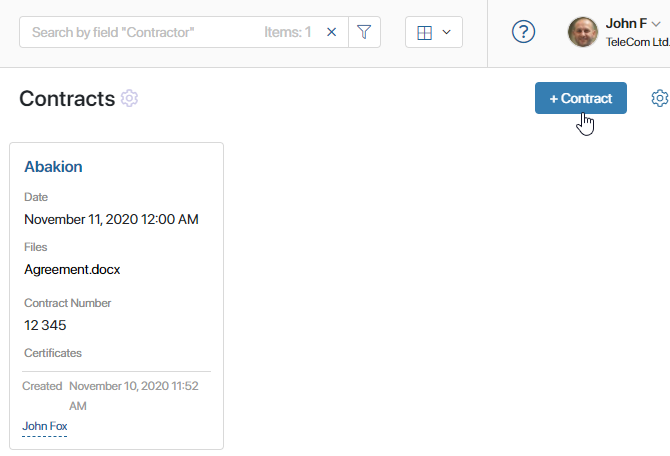 Search by field "Contractor" Items: 1
?
John F
TeleCom Ltd.
Contracts
+ Contract
Abakion
Date
November 11, 2020 12:00 AM
Files
Agreement.docx
Contract Number
12 345
Certificates
Created November 10, 2020 11:52
AM
John Fox